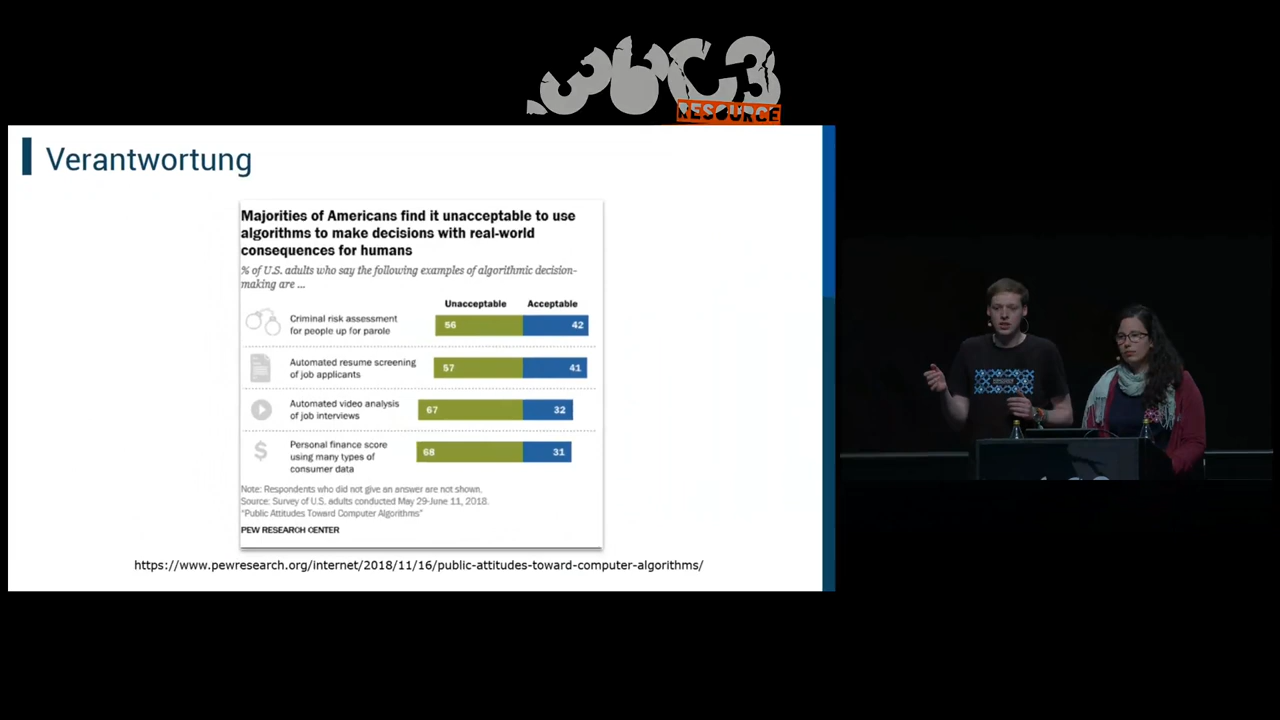 36C3
RESOURCE
Verantwortung
Majorities of Americans find it unacceptable to use
algorithms to make decisions with real-world
consequences for humans
% of U.S. adults who say the following examples of algorithmic decision-
making are ...
Unacceptable Acceptable
Criminal risk assessment
for people up for parole
56 42
Automated resume screening
of job applicants
57 41
Automated video analysis
of job interviews
67 32
Personal finance score
using many types of
consumer data
68 31
Note: Respondents who did not give an answer are not shown.
Source: Survey of U.S. adults conducted May 29-June 11, 2018.
"Public Attitudes Toward Computer Algorithms"
PEW RESEARCH CENTER
https://www.pewresearch.org/internet/2018/11/16/public-attitudes-toward-computer-algorithms/